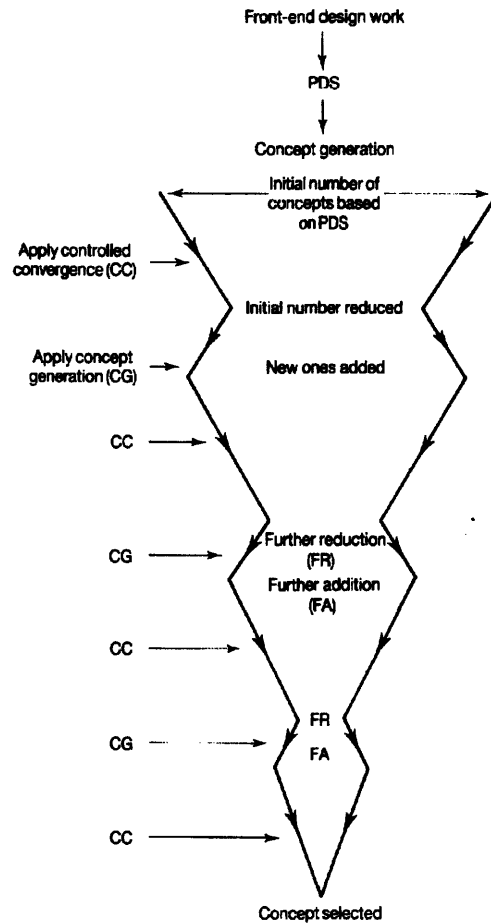 Front-end design work
PDS
Concept generation
Initial number of
concepts based
on PDS
Apply controlled
convergence (CC)
Initial number reduced
Apply concept
generation (CG)
New ones added
CC
Further reduction
(FR)
CG
Further addition
(FA)
CC
FR
CG
FA
CC
Concept selected